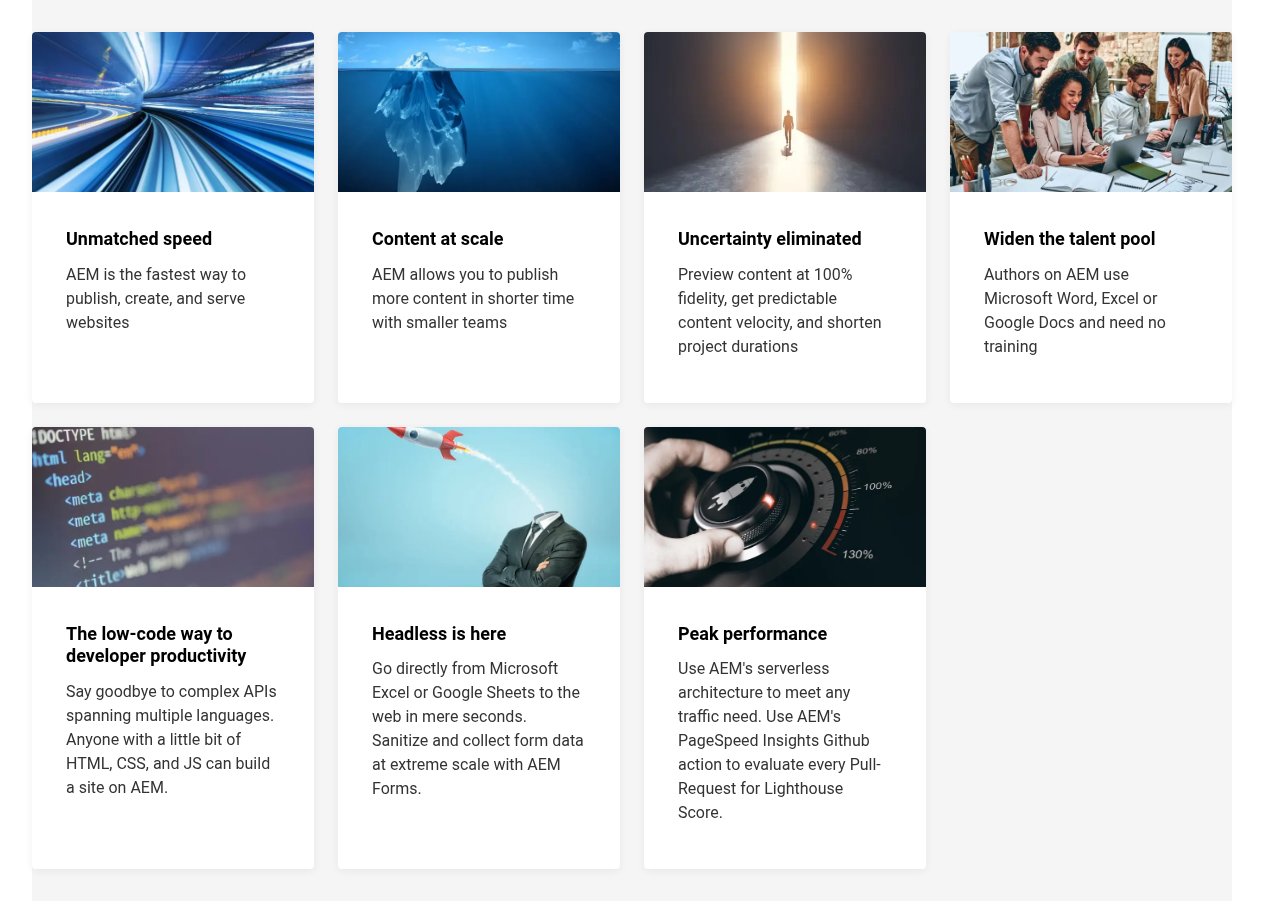 Unmatched speed
AEM is the fastest way to
publish, create, and serve
websites
Content at scale
AEM allows you to publish
more content in shorter time
with smaller teams
Uncertainty eliminated
Preview content at 100%
fidelity, get predictable
content velocity, and shorten
project durations
Widen the talent pool
Authors on AEM use
Microsoft Word, Excel or
Google Docs and need no
training
!DOCTYPE html>
html lang="en">
<head>
<meta
<meta
<meta name=
<!-- The
<title>Web Design
The low-code way to
developer productivity
Say goodbye to complex APIs
spanning multiple languages.
Anyone with a little bit of
HTML, CSS, and JS can build
a site on AEM.
Headless is here
Go directly from Microsoft
Excel or Google Sheets to the
web in mere seconds.
Sanitize and collect form data
at extreme scale with AEM
Forms.
60%
80%
100%
130%
Peak performance
Use AEM's serverless
architecture to meet any
traffic need. Use AEM's
PageSpeed Insights Github
action to evaluate every Pull-
Request for Lighthouse
Score.